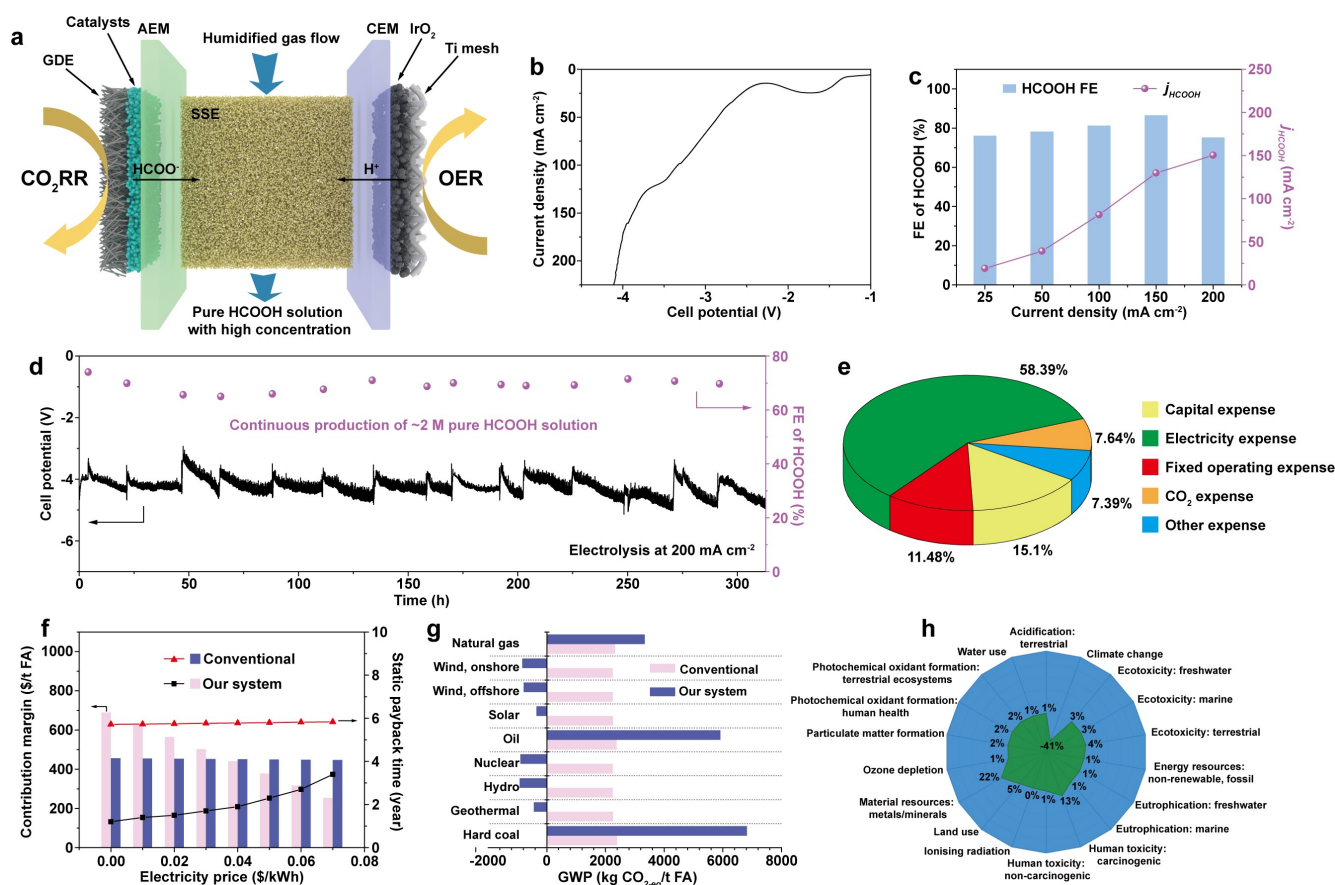 a
Catalysts
AEM
Humidified gas flow
CEM
IrO₂
Ti mesh
GDE
SSE
HCOO⁻
H⁺
CO₂RR
OER
Pure HCOOH solution
with high concentration
b
Current density (mA cm⁻²)
0
50
100
150
200
-4
-3
-2
-1
Cell potential (V)
c
FE of HCOOH (%)
100
80
60
40
20
0
HCOOH FE
j_HCOOH
250
200
150
100
50
0
j_HCOOH (mA cm⁻²)
25
50
100
150
200
Current density (mA cm⁻²)
d
Cell potential (V)
0
-2
-4
-6
Continuous production of ~2 M pure HCOOH solution
Electrolysis at 200 mA cm⁻²
80
60
40
20
0
FE of HCOOH (%)
0
50
100
150
200
250
300
Time (h)
e
58.39%
7.64%
7.39%
15.1%
11.48%
Capital expense
Electricity expense
Fixed operating expense
CO₂ expense
Other expense
f
Contribution margin ($/t FA)
1000
900
800
700
600
500
400
300
200
100
0
Conventional
Our system
10
8
6
4
2
0
Static payback time (year)
0.00
0.02
0.04
0.06
0.08
Electricity price ($/kWh)
g
Natural gas
Wind, onshore
Wind, offshore
Solar
Oil
Nuclear
Hydro
Geothermal
Hard coal
Conventional
Our system
-2000
0
2000
4000
6000
8000
GWP (kg CO₂₋eq/t FA)
h
Acidification:
terrestrial
Climate change
Ecotoxicity: freshwater
Ecotoxicity: marine
Ecotoxicity: terrestrial
Energy resources:
non-renewable, fossil
Eutrophication: freshwater
Eutrophication: marine
Human toxicity:
carcinogenic
Human toxicity:
non-carcinogenic
Ionising radiation
Land use
Material resources:
metals/minerals
Ozone depletion
Particulate matter formation
Photochemical oxidant formation:
human health
Photochemical oxidant formation:
terrestrial ecosystems
Water use
1%
-41%
3%
3%
4%
1%
1%
1%
13%
1%
0%
5%
22%
1%
2%
2%
2%
1%